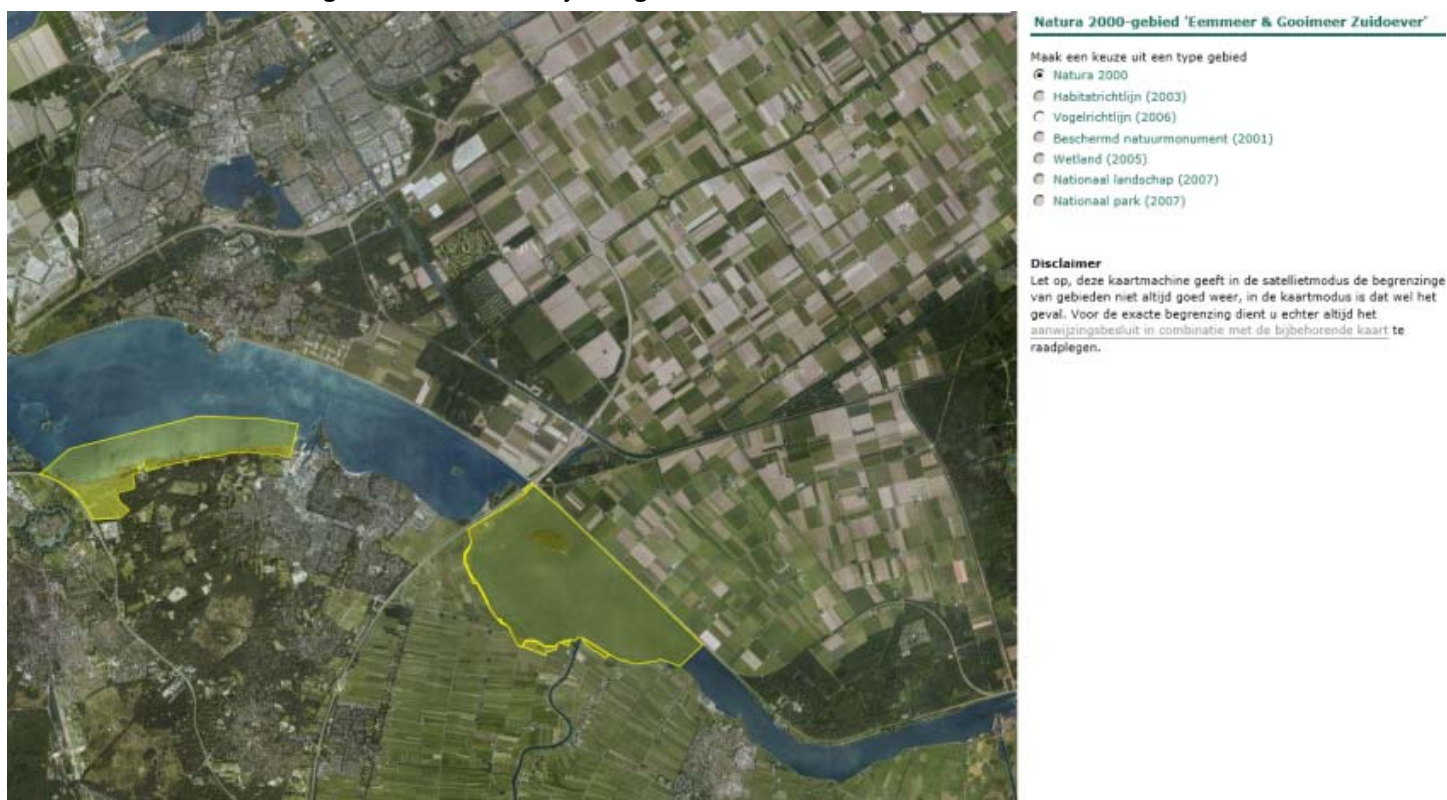 Natura 2000-gebied 'Eemmeer & Gooimeer Zuidoever'
Maak een keuze uit een type gebied
Natura 2000
Habitatrichtlijn (2003)
Vogelrichtlijn (2006)
Beschermd natuurmonument (2001)
Wetland (2005)
Nationaal landschap (2007)
Nationaal park (2007)
Disclaimer
Let op, deze kaartmachine geeft in de satellietmodus de begrenzinge
van gebieden niet altijd goed weer, in de kaartmodus is dat wel het
geval. Voor de exacte begrenzing dient u echter altijd het
aanwijzingsbesluit in combinatie met de bijbehorende kaart te
raadplegen.